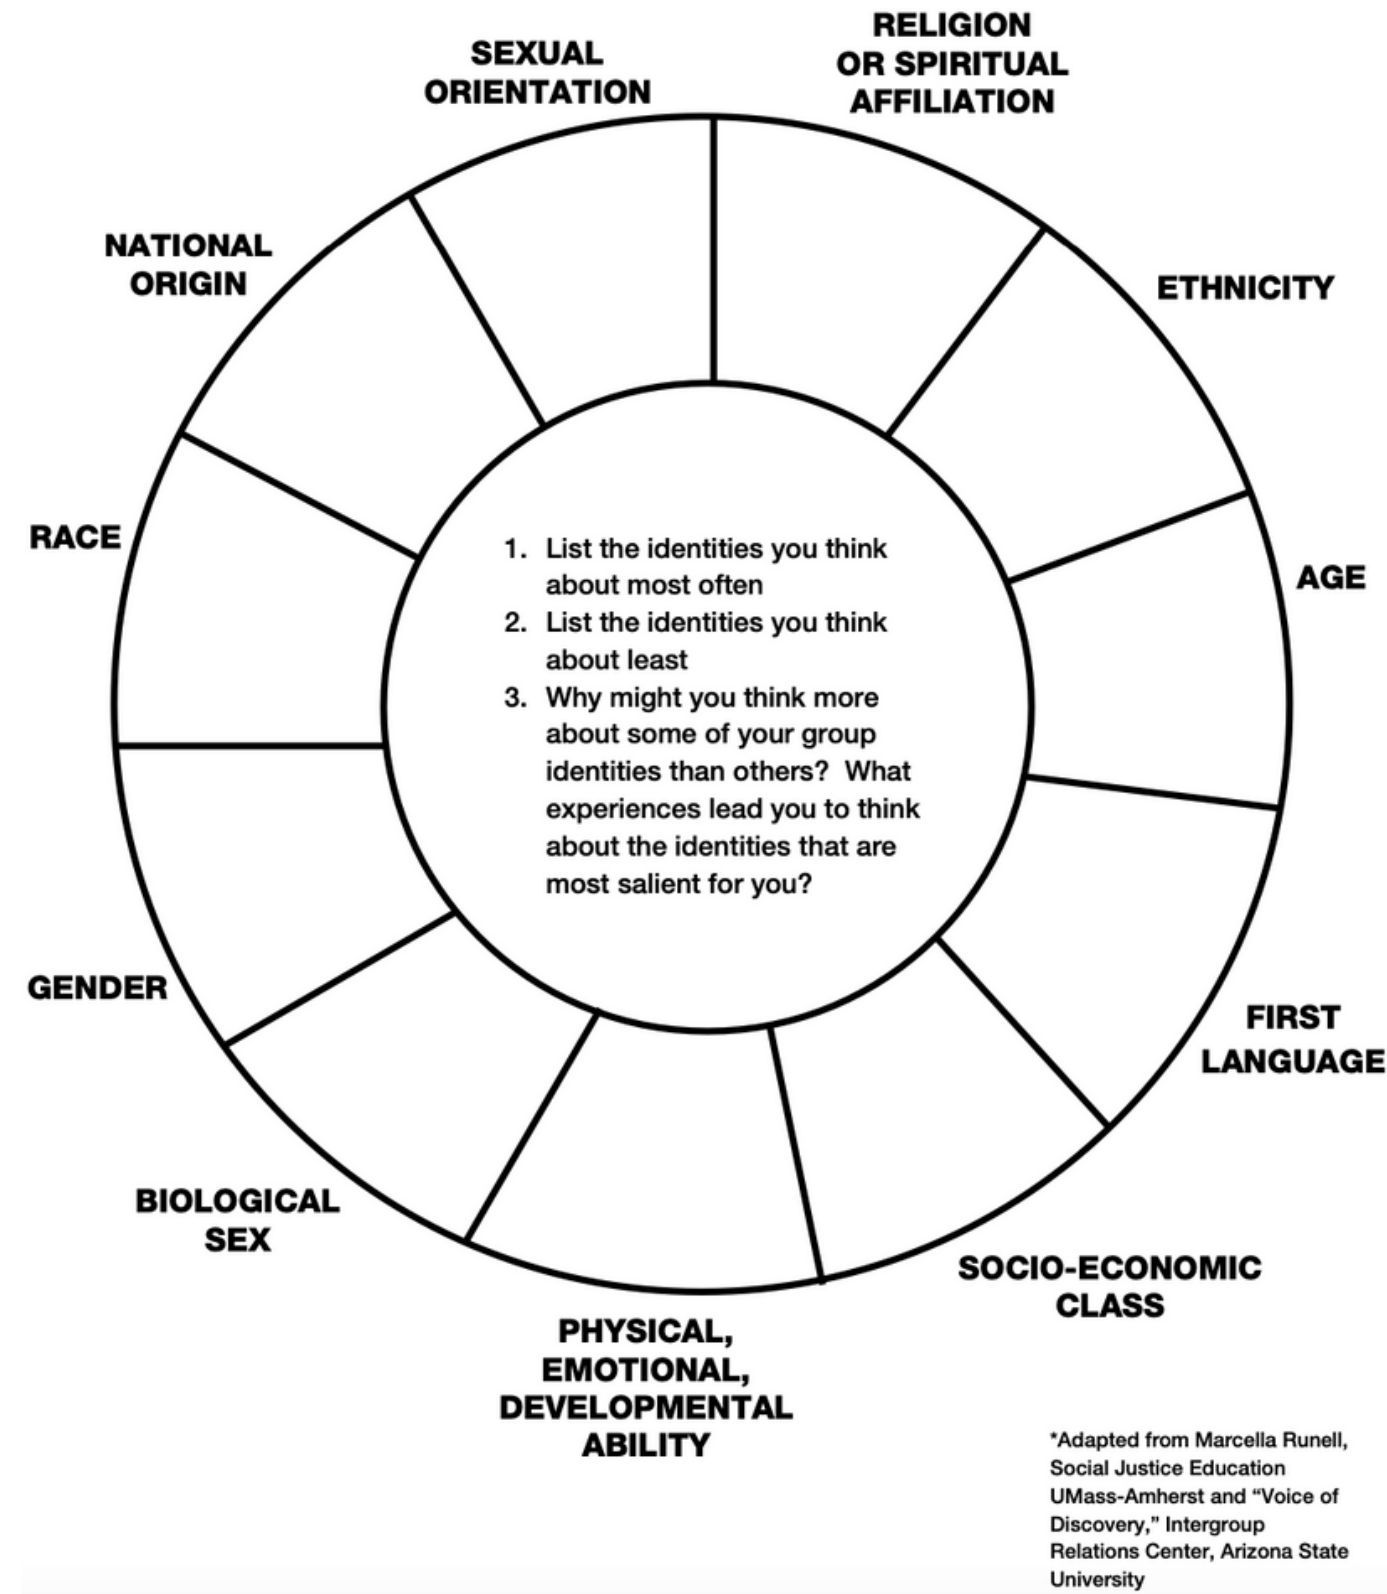 SEXUAL
ORIENTATION
RELIGION
OR SPIRITUAL
AFFILIATION
NATIONAL
ORIGIN
ETHNICITY
RACE
AGE
1. List the identities you think
about most often
2. List the identities you think
about least
3. Why might you think more
about some of your group
identities than others? What
experiences lead you to think
about the identities that are
most salient for you?
GENDER
FIRST
LANGUAGE
BIOLOGICAL
SEX
SOCIO-ECONOMIC
CLASS
PHYSICAL,
EMOTIONAL,
DEVELOPMENTAL
ABILITY
*Adapted from Marcella Runell,
Social Justice Education
UMass-Amherst and “Voice of
Discovery,” Intergroup
Relations Center, Arizona State
University